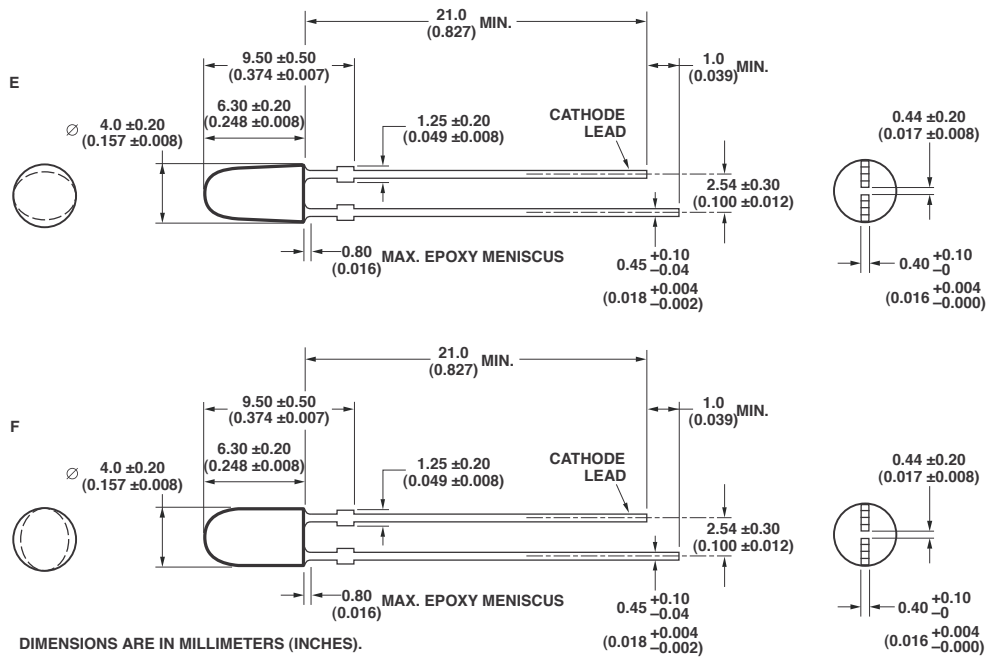 E
21.0
(0.827) MIN.
9.50 ±0.50
(0.374 ±0.007)
1.0
(0.039) MIN.
6.30 ±0.20
(0.248 ±0.008)
∅ 4.0 ±0.20
(0.157 ±0.008)
1.25 ±0.20
(0.049 ±0.008)
CATHODE
LEAD
0.44 ±0.20
(0.017 ±0.008)
2.54 ±0.30
(0.100 ±0.012)
0.80
(0.016) MAX. EPOXY MENISCUS
0.45 +0.10
–0.04
(0.018 +0.004
–0.002)
0.40 +0.10
–0
(0.016 +0.004
–0.000)
F
21.0
(0.827) MIN.
9.50 ±0.50
(0.374 ±0.007)
1.0
(0.039) MIN.
6.30 ±0.20
(0.248 ±0.008)
∅ 4.0 ±0.20
(0.157 ±0.008)
1.25 ±0.20
(0.049 ±0.008)
CATHODE
LEAD
0.44 ±0.20
(0.017 ±0.008)
2.54 ±0.30
(0.100 ±0.012)
0.80
(0.016) MAX. EPOXY MENISCUS
0.45 +0.10
–0.04
(0.018 +0.004
–0.002)
0.40 +0.10
–0
(0.016 +0.004
–0.000)
DIMENSIONS ARE IN MILLIMETERS (INCHES).